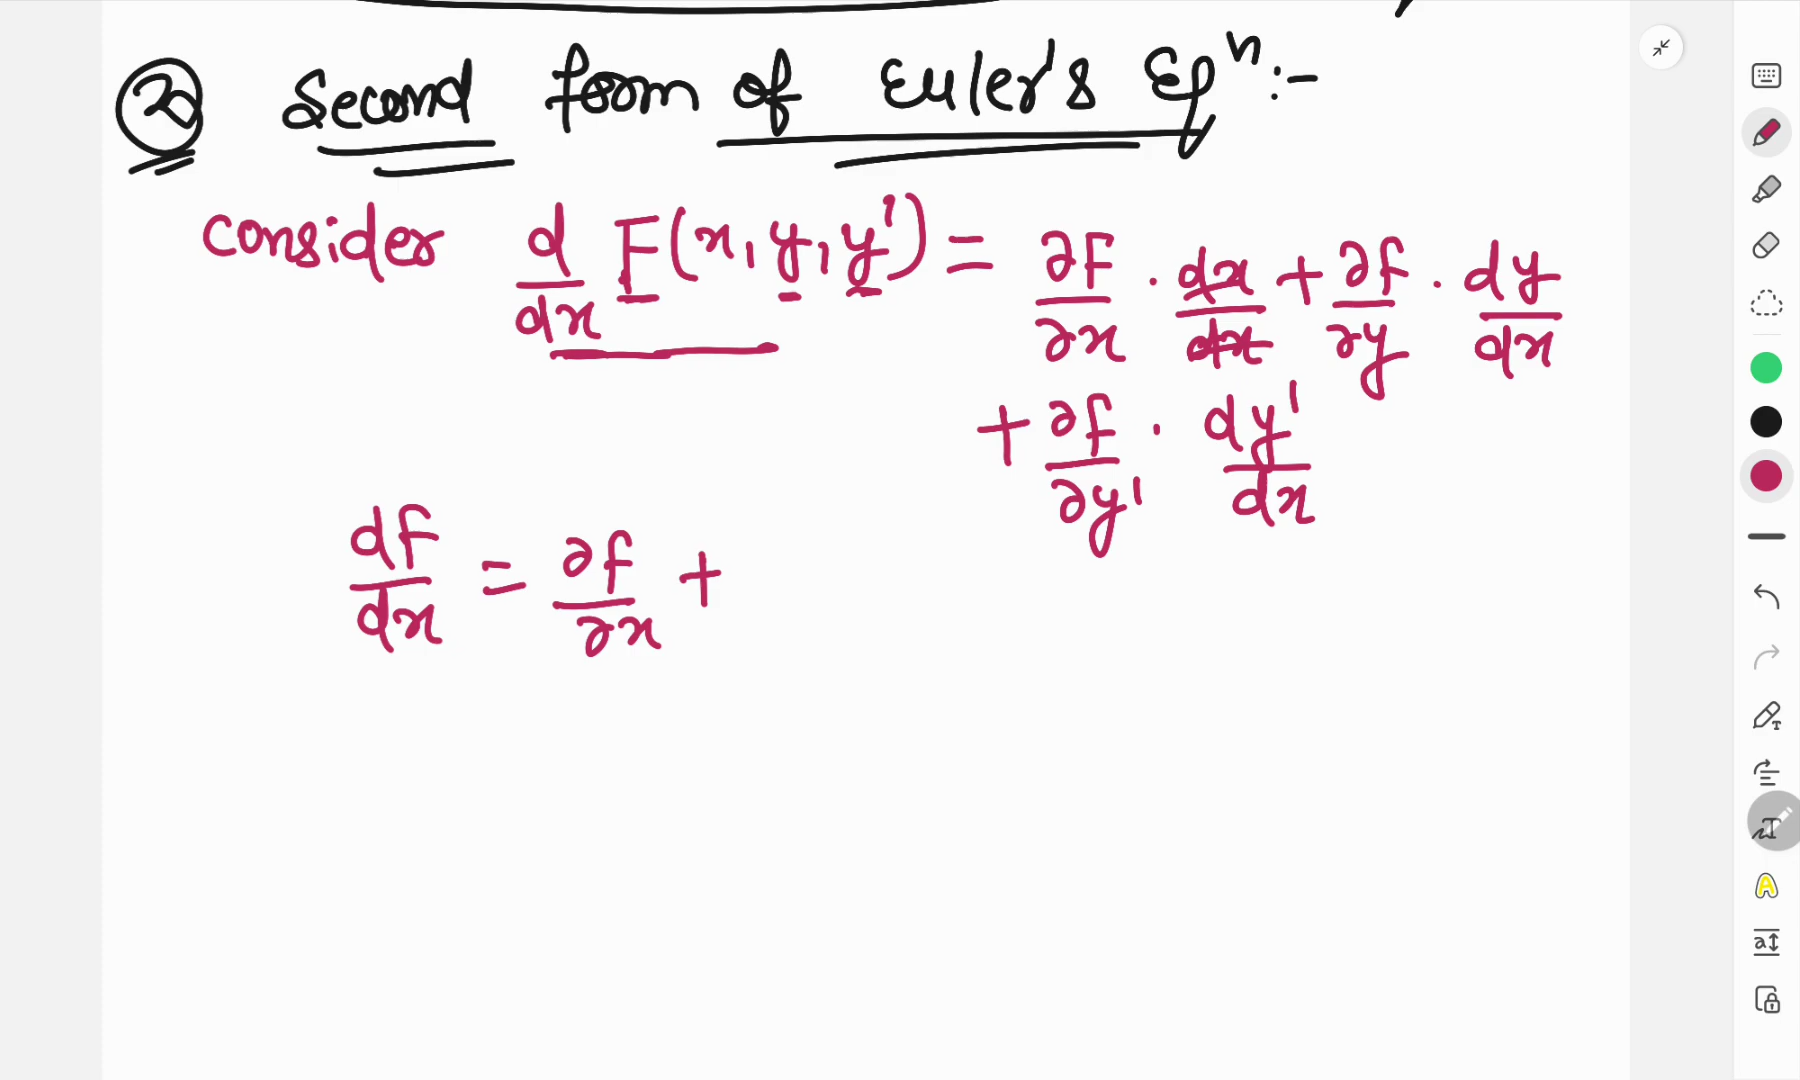 ② Second form of Euler's Eqⁿ :-
Consider d/dx F(x, y, y') = ∂F/∂x · dx/dx + ∂F/∂y · dy/dx
+ ∂F/∂y' · dy'/dx
dF/dx = ∂F/∂x +